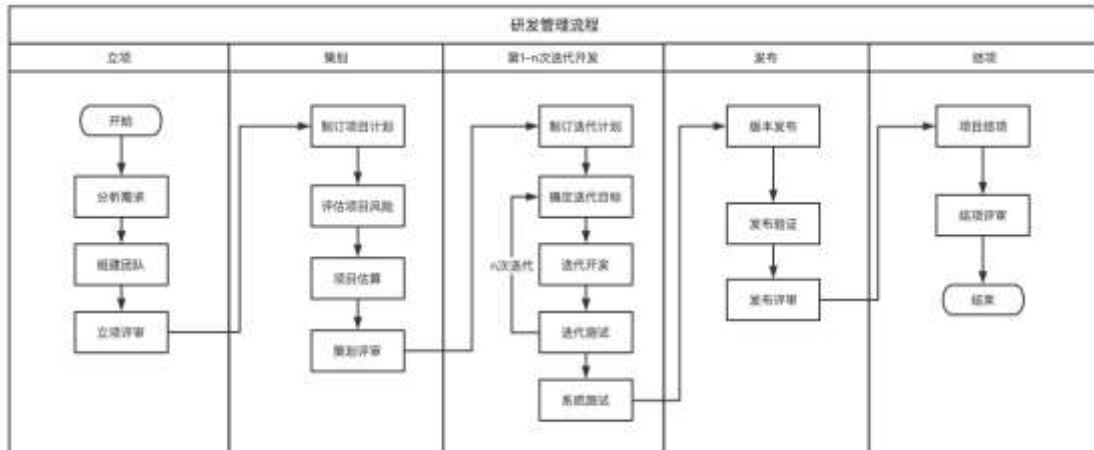 研发管理流程
立项
策划
第1-n次迭代开发
发布
结项
开始
分析需求
组建团队
立项评审
制订项目计划
评估项目风险
项目估算
策划评审
制订迭代计划
确定迭代目标
n次迭代
迭代开发
迭代测试
系统测试
版本发布
发布验证
发布评审
项目结项
结项评审
结束